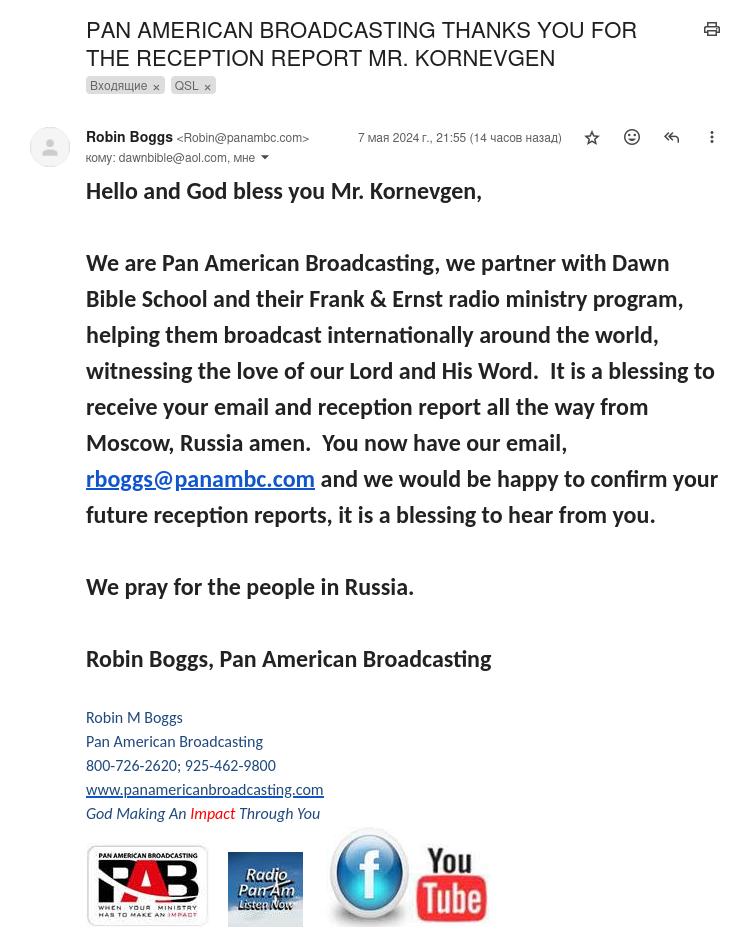 PAN AMERICAN BROADCASTING THANKS YOU FOR
THE RECEPTION REPORT MR. KORNEVGEN
Входящие × QSL ×
Robin Boggs <Robin@panambc.com> 7 мая 2024 г., 21:55 (14 часов назад)
кому: dawnbible@aol.com, мне
Hello and God bless you Mr. Kornevgen,
We are Pan American Broadcasting, we partner with Dawn
Bible School and their Frank & Ernst radio ministry program,
helping them broadcast internationally around the world,
witnessing the love of our Lord and His Word.  It is a blessing to
receive your email and reception report all the way from
Moscow, Russia amen.  You now have our email,
rboggs@panambc.com and we would be happy to confirm your
future reception reports, it is a blessing to hear from you.
We pray for the people in Russia.
Robin Boggs, Pan American Broadcasting
Robin M Boggs
Pan American Broadcasting
800-726-2620; 925-462-9800
www.panamericanbroadcasting.com
God Making An Impact Through You
PAN AMERICAN BROADCASTING
PAB
WHEN YOUR MINISTRY
HAS TO MAKE AN IMPACT
Radio
Pan Am
Listen Now
f
You
Tube